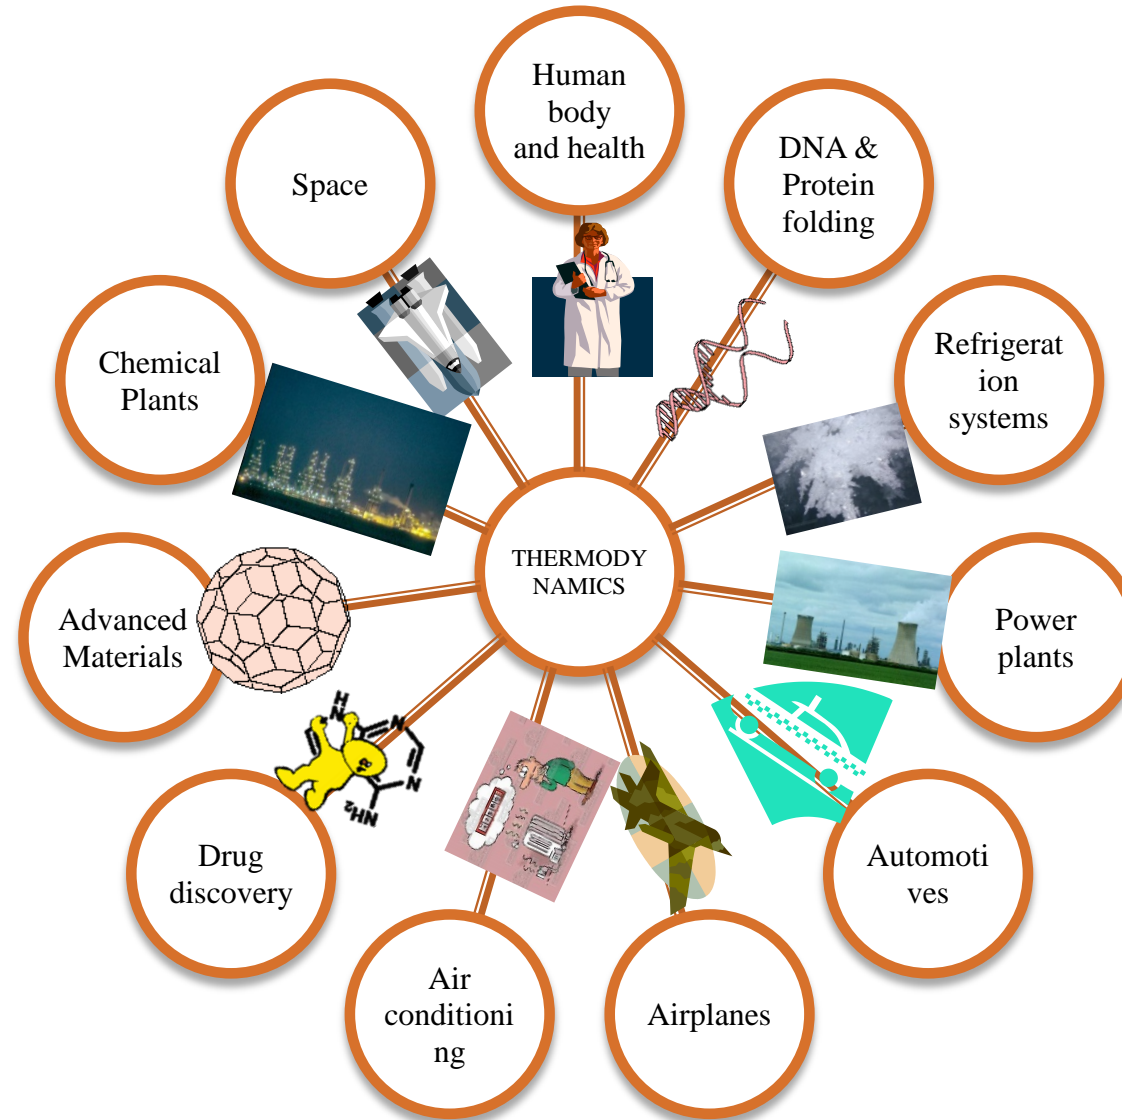 Human
body
and health
DNA &
Protein
folding
Refrigerat
ion
systems
Power
plants
Automoti
ves
Airplanes
Air
conditioni
ng
Drug
discovery
Advanced
Materials
Chemical
Plants
Space
THERMODY
NAMICS
H
N
N
N
NH2